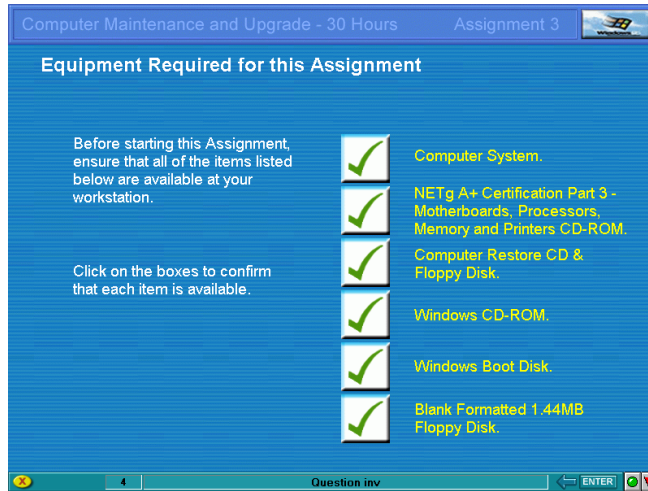 Computer Maintenance and Upgrade - 30 Hours Assignment 3
Equipment Required for this Assignment
Before starting this Assignment,
ensure that all of the items listed
below are available at your
workstation.
Click on the boxes to confirm
that each item is available.
Computer System.
NETg A+ Certification Part 3 -
Motherboards, Processors,
Memory and Printers CD-ROM.
Computer Restore CD &
Floppy Disk.
Windows CD-ROM.
Windows Boot Disk.
Blank Formatted 1.44MB
Floppy Disk.
X 4 Question inv ENTER